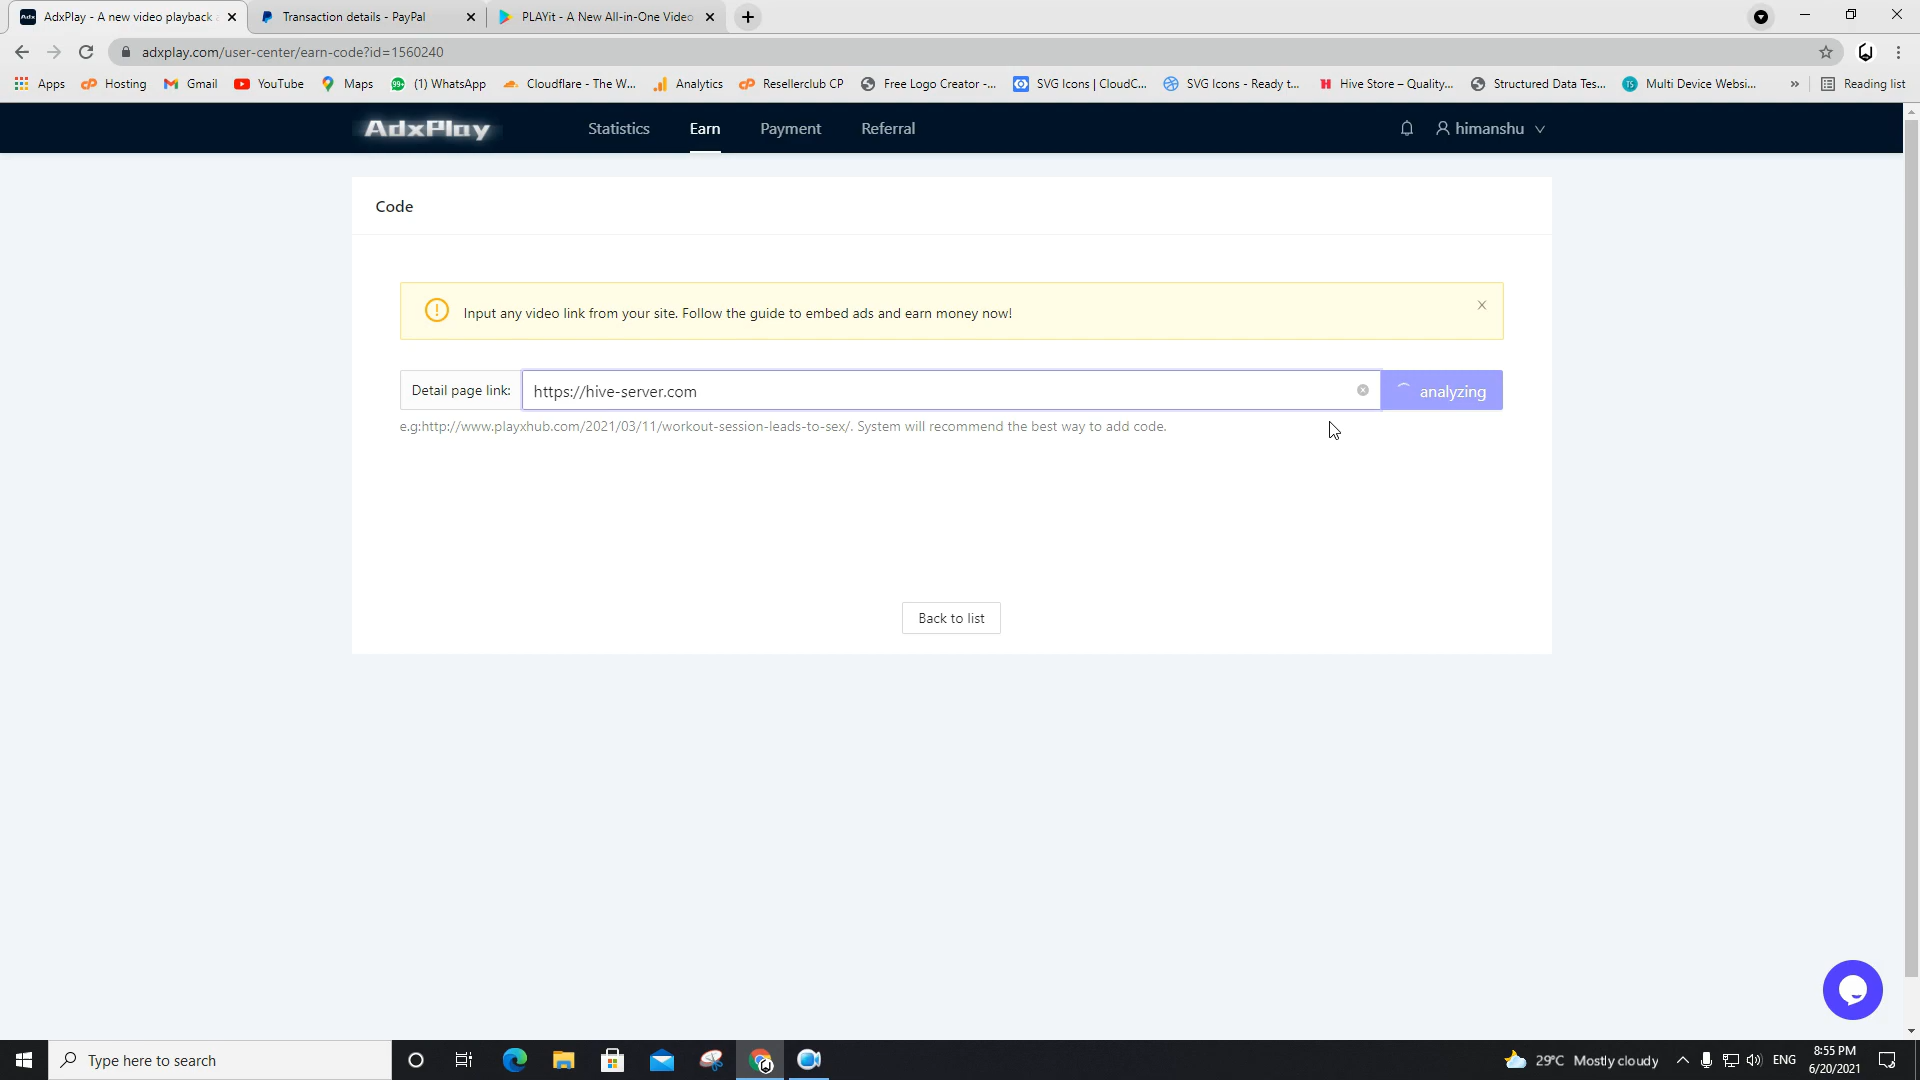 AdxPlay - A new video playback
Transaction details - PayPal
PLAYit - A New All-in-One Video
adxplay.com/user-center/earn-code?id=1560240
Apps
Hosting
Gmail
YouTube
Maps
99+
(1) WhatsApp
Cloudflare - The W...
Analytics
Resellerclub CP
Free Logo Creator -...
SVG Icons | CloudC...
SVG Icons - Ready t...
Hive Store – Quality...
Structured Data Tes...
TS
Multi Device Websi...
»
Reading list
AdxPlay
Statistics
Earn
Payment
Referral
himanshu
Code
Input any video link from your site. Follow the guide to embed ads and earn money now!
Detail page link:
https://hive-server.com
analyzing
e.g:http://www.playxhub.com/2021/03/11/workout-session-leads-to-sex/. System will recommend the best way to add code.
Back to list
Type here to search
29°C Mostly cloudy
ENG
8:55 PM
6/20/2021